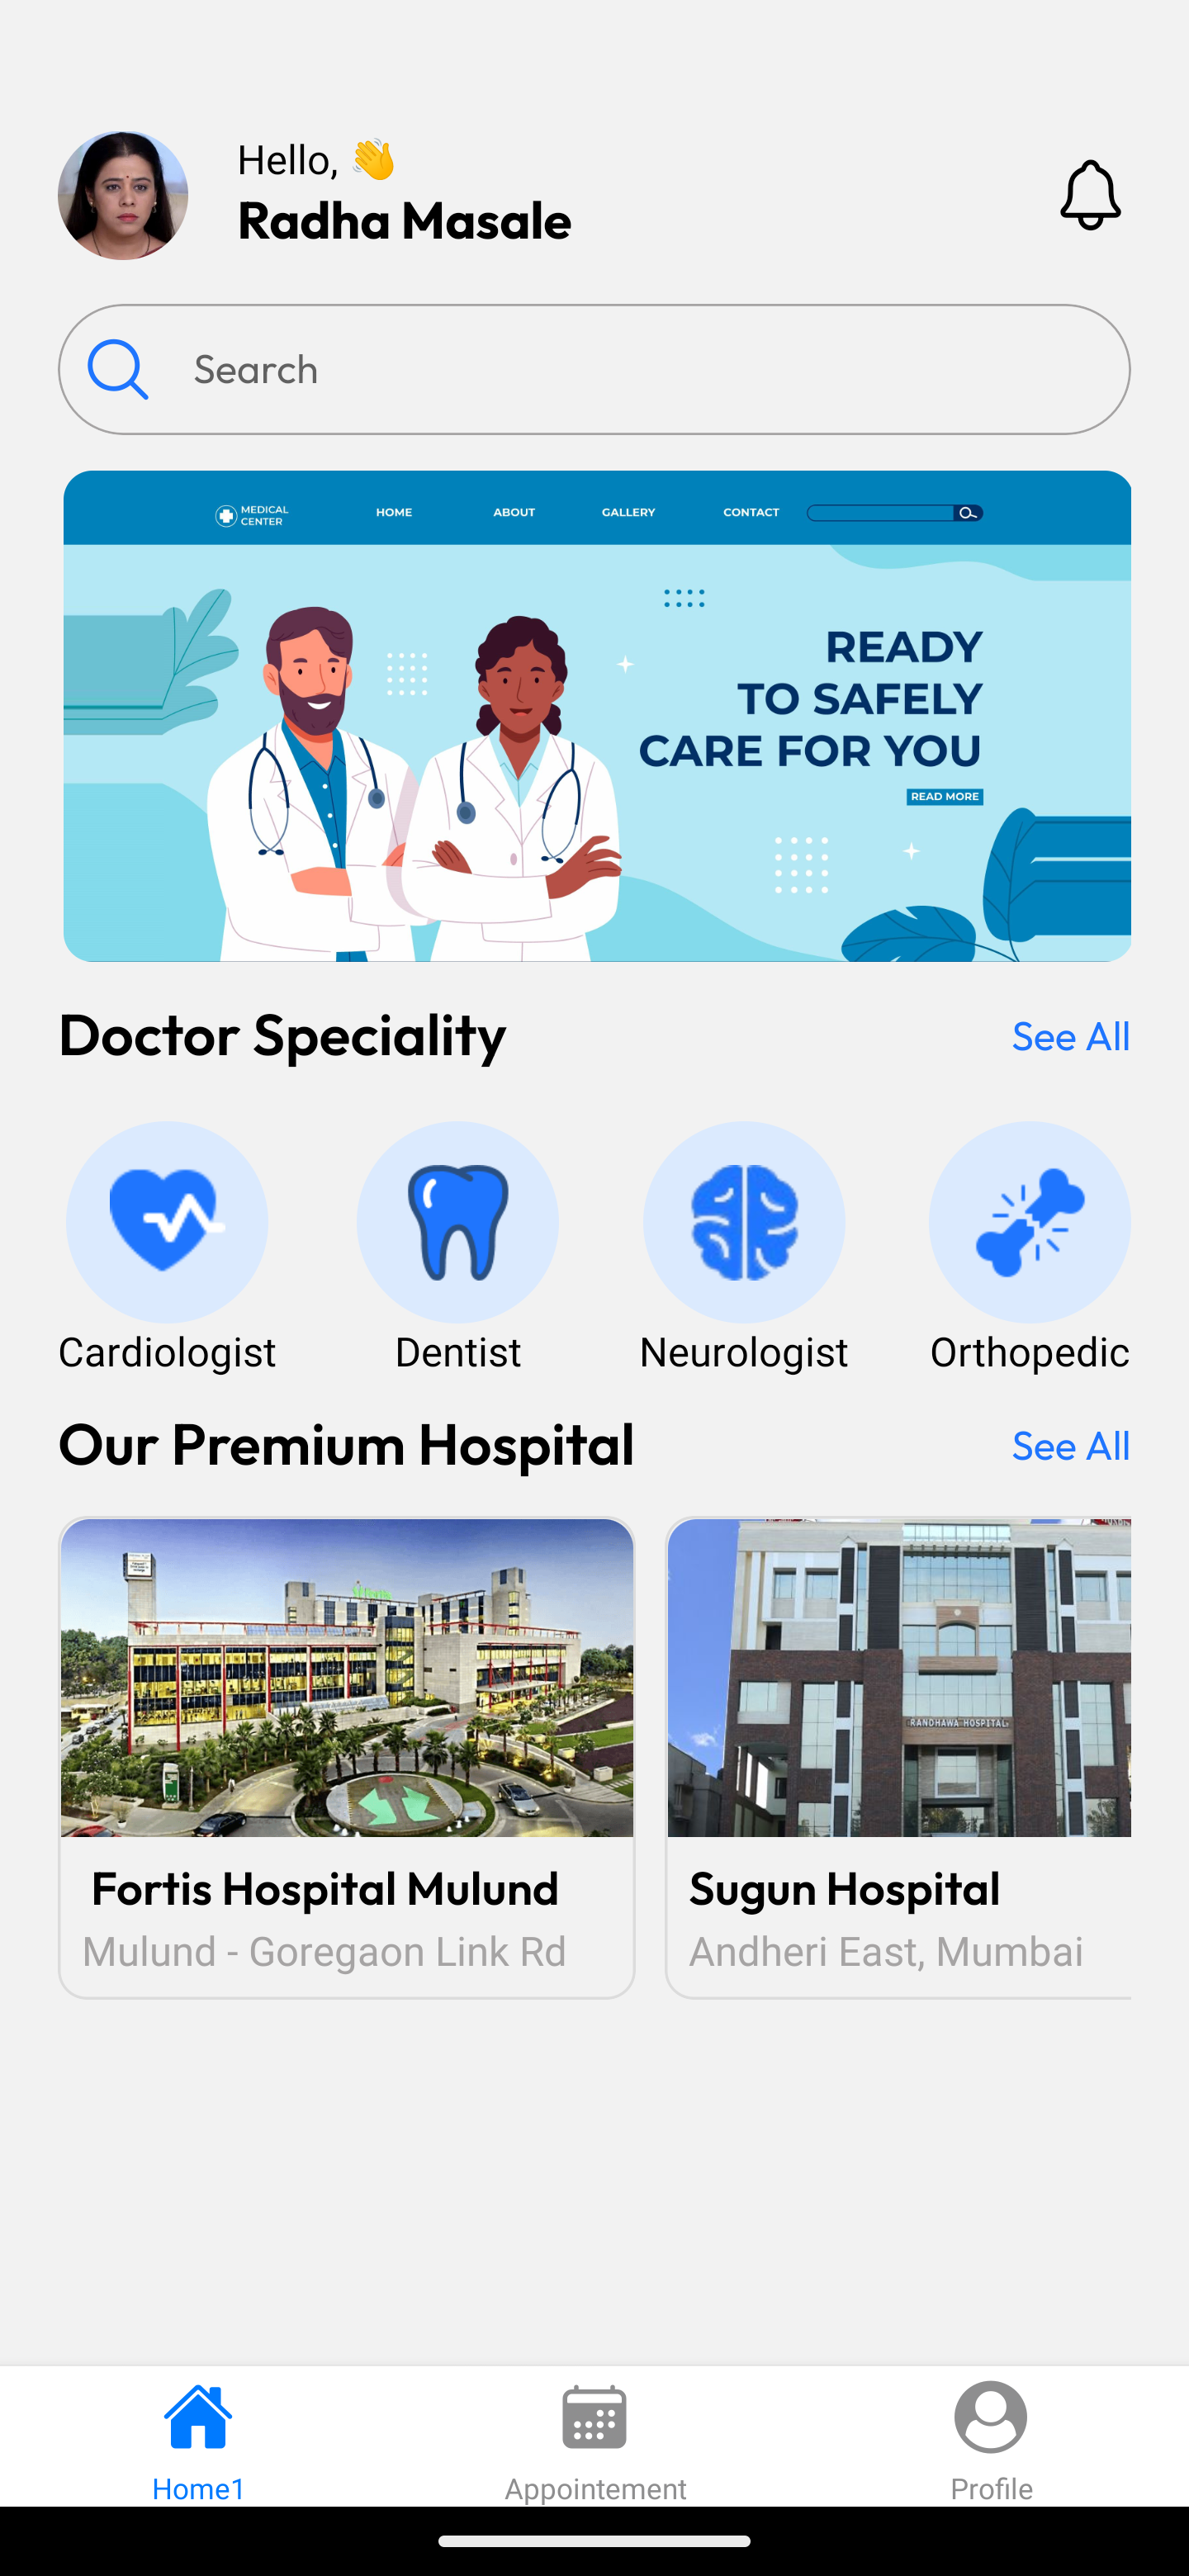 Hello, 👋
Radha Masale
Search
MEDICAL
CENTER
HOME
ABOUT
GALLERY
CONTACT
READY
TO SAFELY
CARE FOR YOU
READ MORE
Doctor Speciality
See All
Cardiologist
Dentist
Neurologist
Orthopedic
Our Premium Hospital
See All
RANDHAWA HOSPITAL
Fortis Hospital Mulund
Mulund - Goregaon Link Rd
Sugun Hospital
Andheri East, Mumbai
Home1
Appointement
Profile